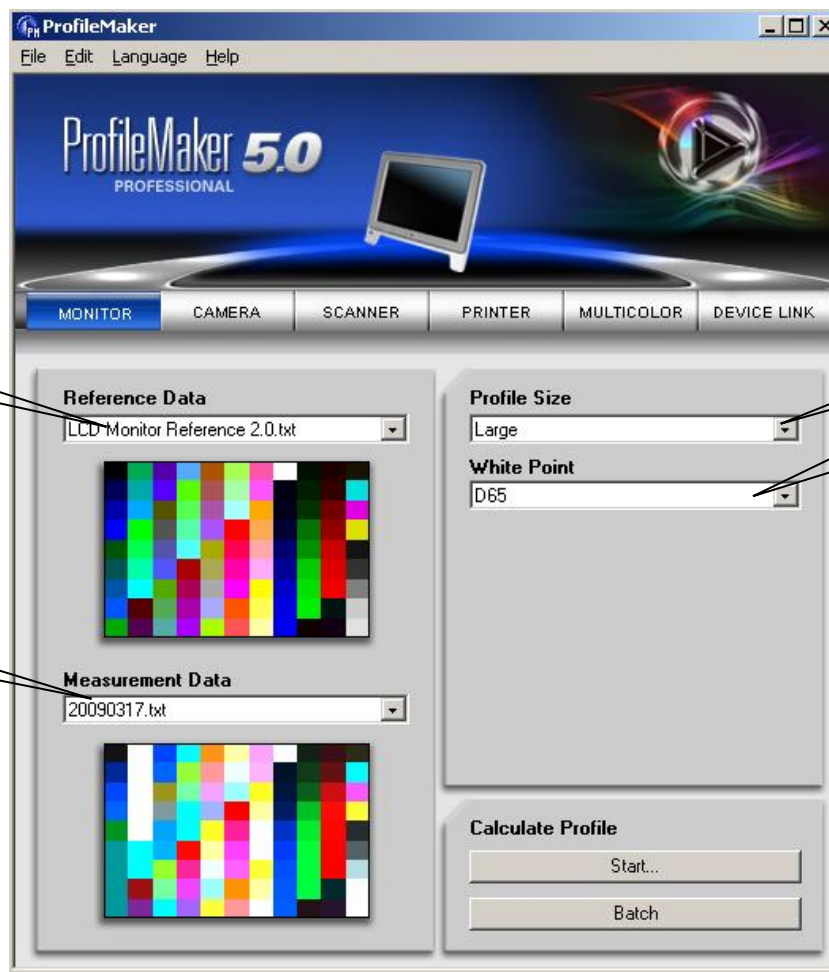 ProfileMaker
File Edit Language Help
ProfileMaker 5.0
PROFESSIONAL
MONITOR CAMERA SCANNER PRINTER MULTICOLOR DEVICE LINK
Reference Data
LCD Monitor Reference 2.0.txt
Measurement Data
20090317.txt
Profile Size
Large
White Point
D65
Calculate Profile
Start...
Batch